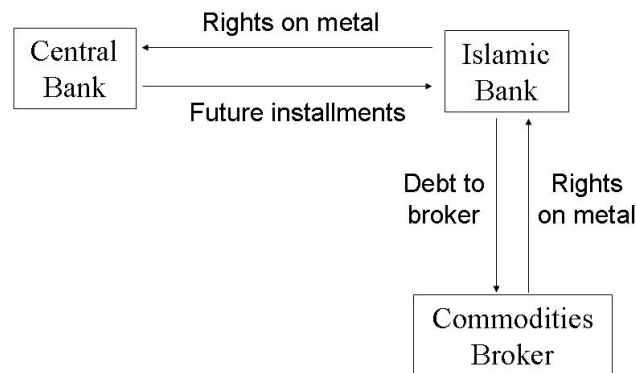 Rights on metal
Central
Bank
Islamic
Bank
Future installments
Debt to
broker
Rights
on metal
Commodities
Broker